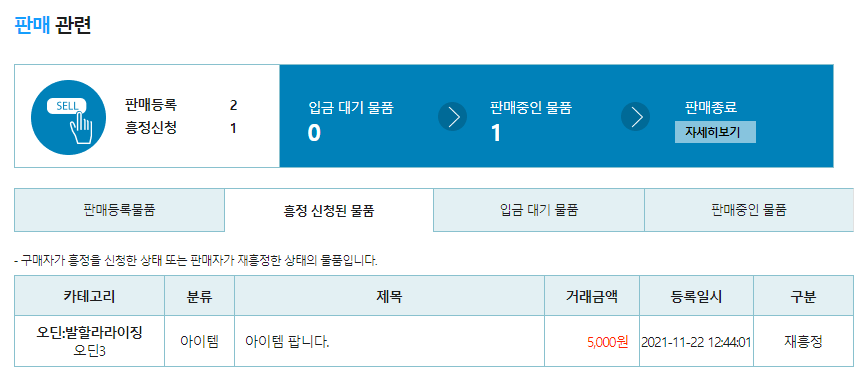 판매 관련
SELL
판매등록 2
흥정신청 1
입금 대기 물품
0
판매중인 물품
1
판매종료
자세히보기
판매등록물품 흥정 신청된 물품 입금 대기 물품 판매중인 물품
- 구매자가 흥정을 신청한 상태 또는 판매자가 재흥정한 상태의 물품입니다.
카테고리 분류 제목 거래금액 등록일시 구분
오딘:발할라라이징
오딘3
아이템 아이템 팝니다. 5,000원 2021-11-22 12:44:01 재흥정